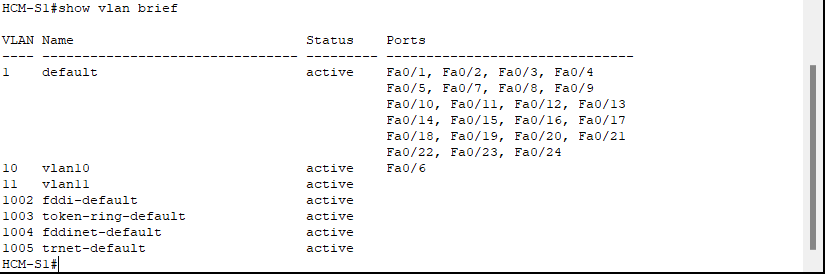 HCM-S1#show vlan brief
VLAN Name                             Status    Ports
---- -------------------------------- --------- -------------------------------
1    default                          active    Fa0/1, Fa0/2, Fa0/3, Fa0/4
                                                Fa0/5, Fa0/7, Fa0/8, Fa0/9
                                                Fa0/10, Fa0/11, Fa0/12, Fa0/13
                                                Fa0/14, Fa0/15, Fa0/16, Fa0/17
                                                Fa0/18, Fa0/19, Fa0/20, Fa0/21
                                                Fa0/22, Fa0/23, Fa0/24
10   vlan10                           active    Fa0/6
11   vlan11                           active
1002 fddi-default                     active
1003 token-ring-default               active
1004 fddinet-default                  active
1005 trnet-default                    active
HCM-S1#